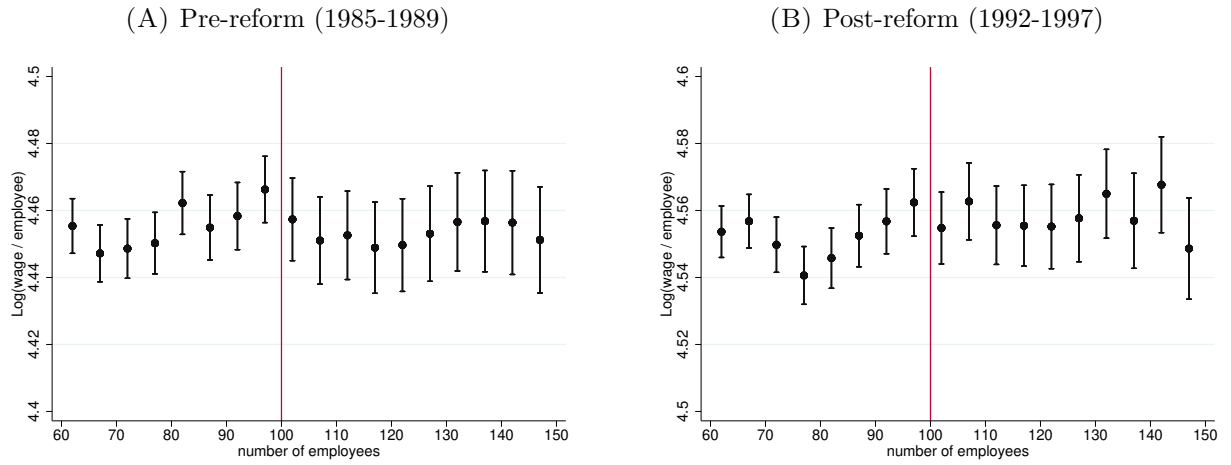 (A) Pre-reform (1985-1989)
Log(wage / employee)
4.5
4.48
4.46
4.44
4.42
4.4
60 70 80 90 100 110 120 130 140 150
number of employees
(B) Post-reform (1992-1997)
Log(wage / employee)
4.6
4.58
4.56
4.54
4.52
4.5
60 70 80 90 100 110 120 130 140 150
number of employees